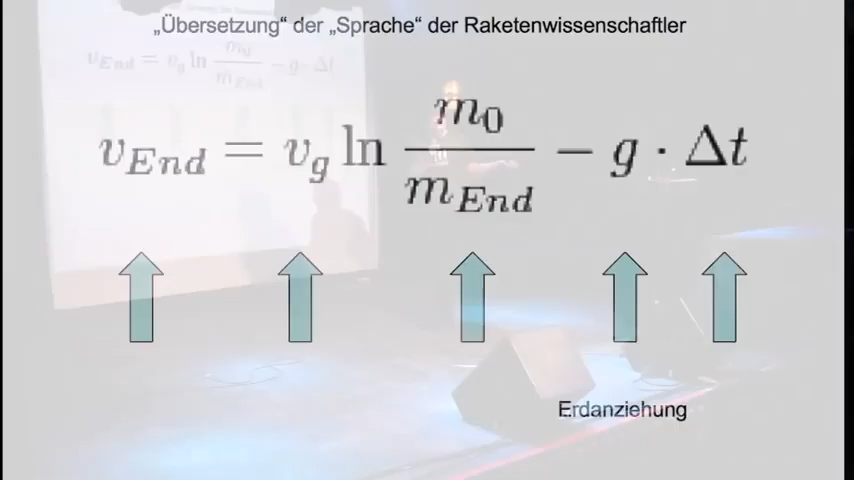 „Übersetzung“ der „Sprache“ der Raketenwissenschaftler
v_End = v_g ln m_0 / m_End − g · Δt
Erdanziehung